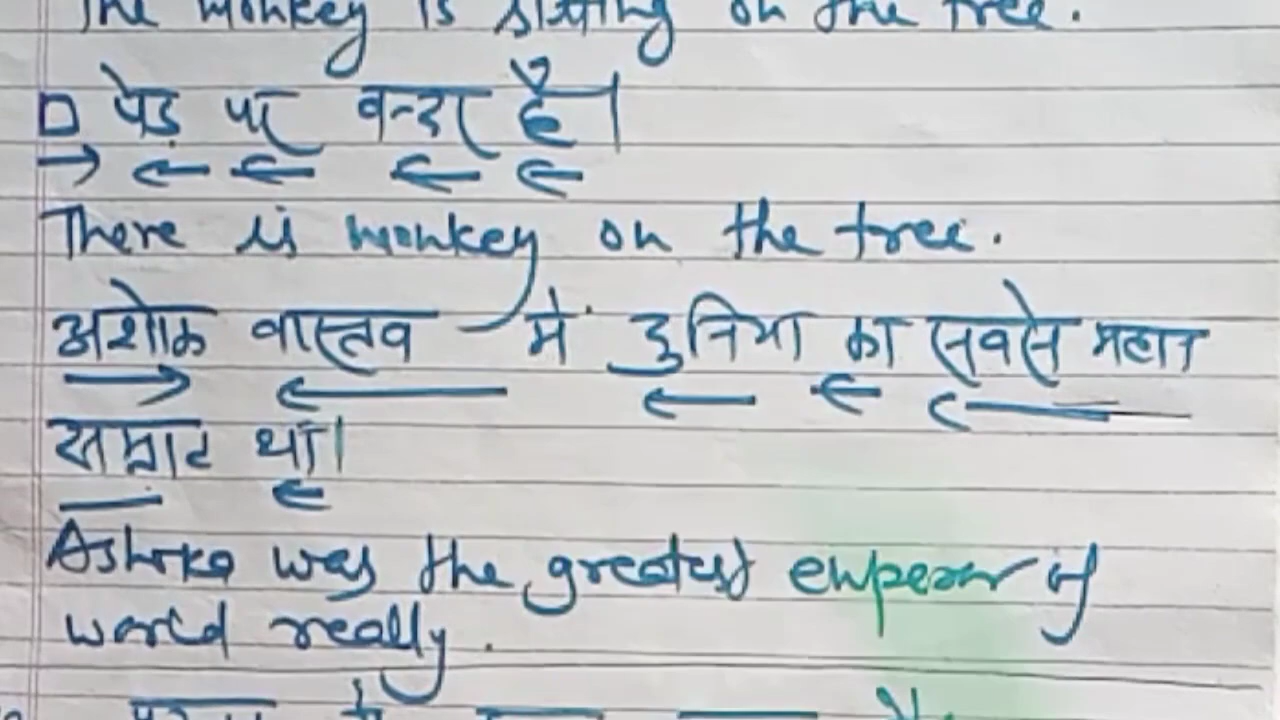 The monkey is sitting on the tree.
पेड़ पर बन्दर है।
There is monkey on the tree.
अशोक वास्तव में दुनिया का सबसे महान
सम्राट था।
Ashoka was the greatest emperor of
world really.